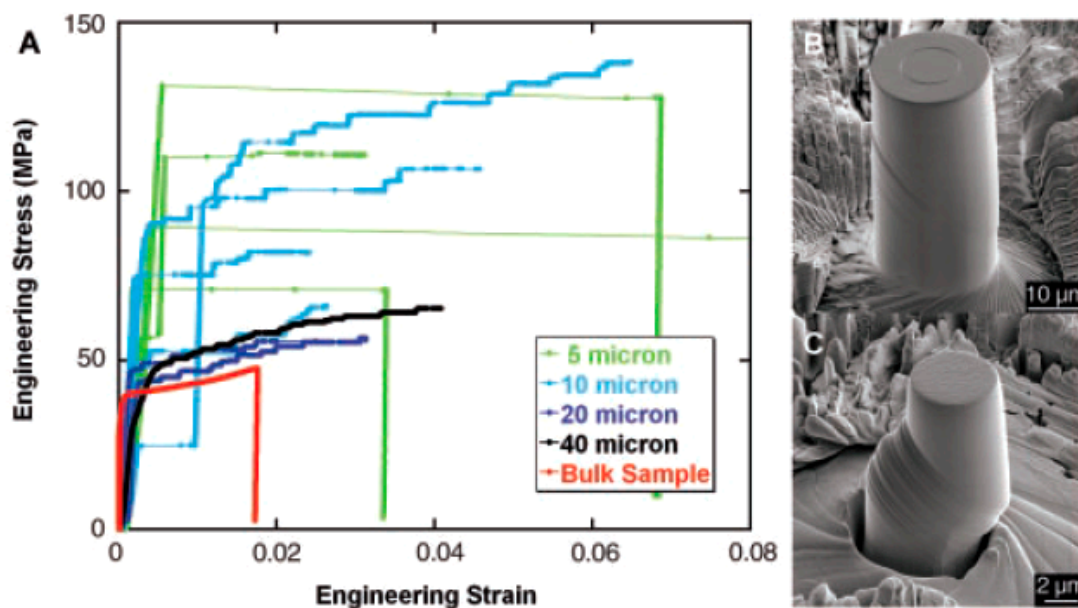 A
150
100
50
0
Engineering Stress (MPa)
0
0.02
0.04
0.06
0.08
Engineering Strain
5 micron
10 micron
20 micron
40 micron
Bulk Sample
B
10 µm
C
2 µm